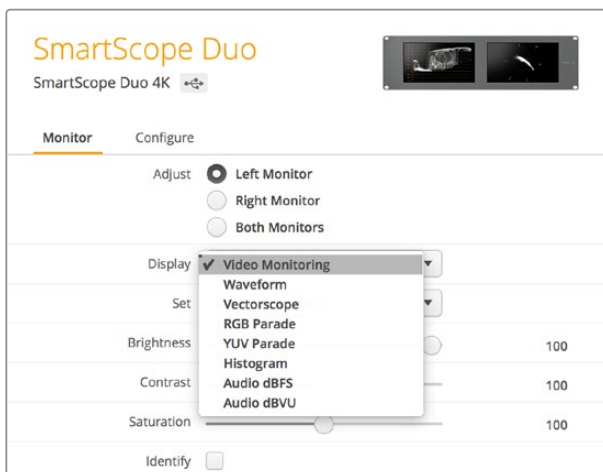 SmartScope Duo
SmartScope Duo 4K
Monitor Configure
Adjust Left Monitor
Right Monitor
Both Monitors
Display ✔ Video Monitoring
Waveform
Set Vectorscope
RGB Parade
Brightness YUV Parade 100
Histogram
Contrast Audio dBFS 100
Audio dBVU
Saturation 100
Identify